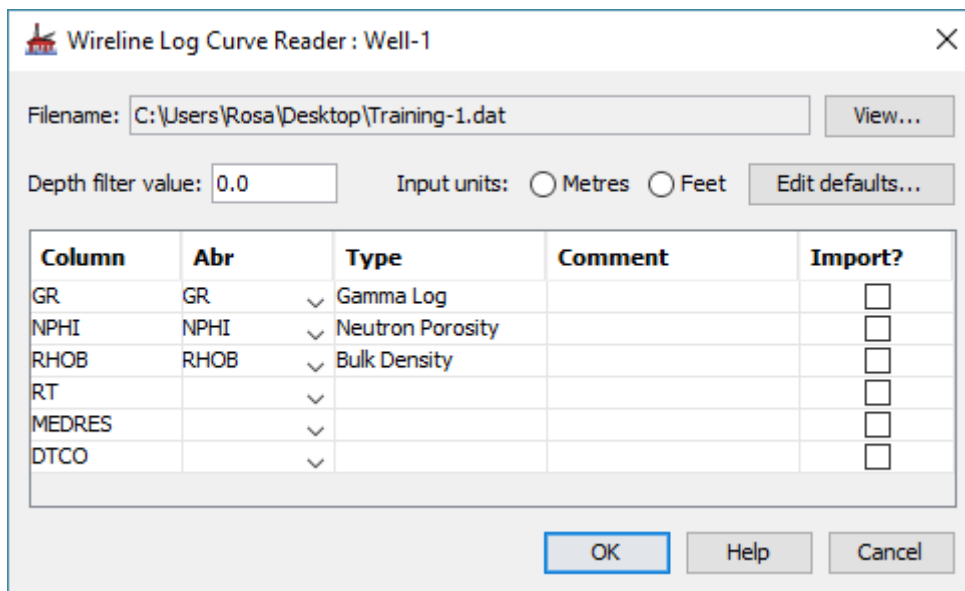 Wireline Log Curve Reader : Well-1
Filename: C:\Users\Rosa\Desktop\Training-1.dat View...
Depth filter value: 0.0 Input units: Metres Feet Edit defaults...
Column Abr Type Comment Import?
GR GR Gamma Log
NPHI NPHI Neutron Porosity
RHOB RHOB Bulk Density
RT
MEDRES
DTCO
OK Help Cancel